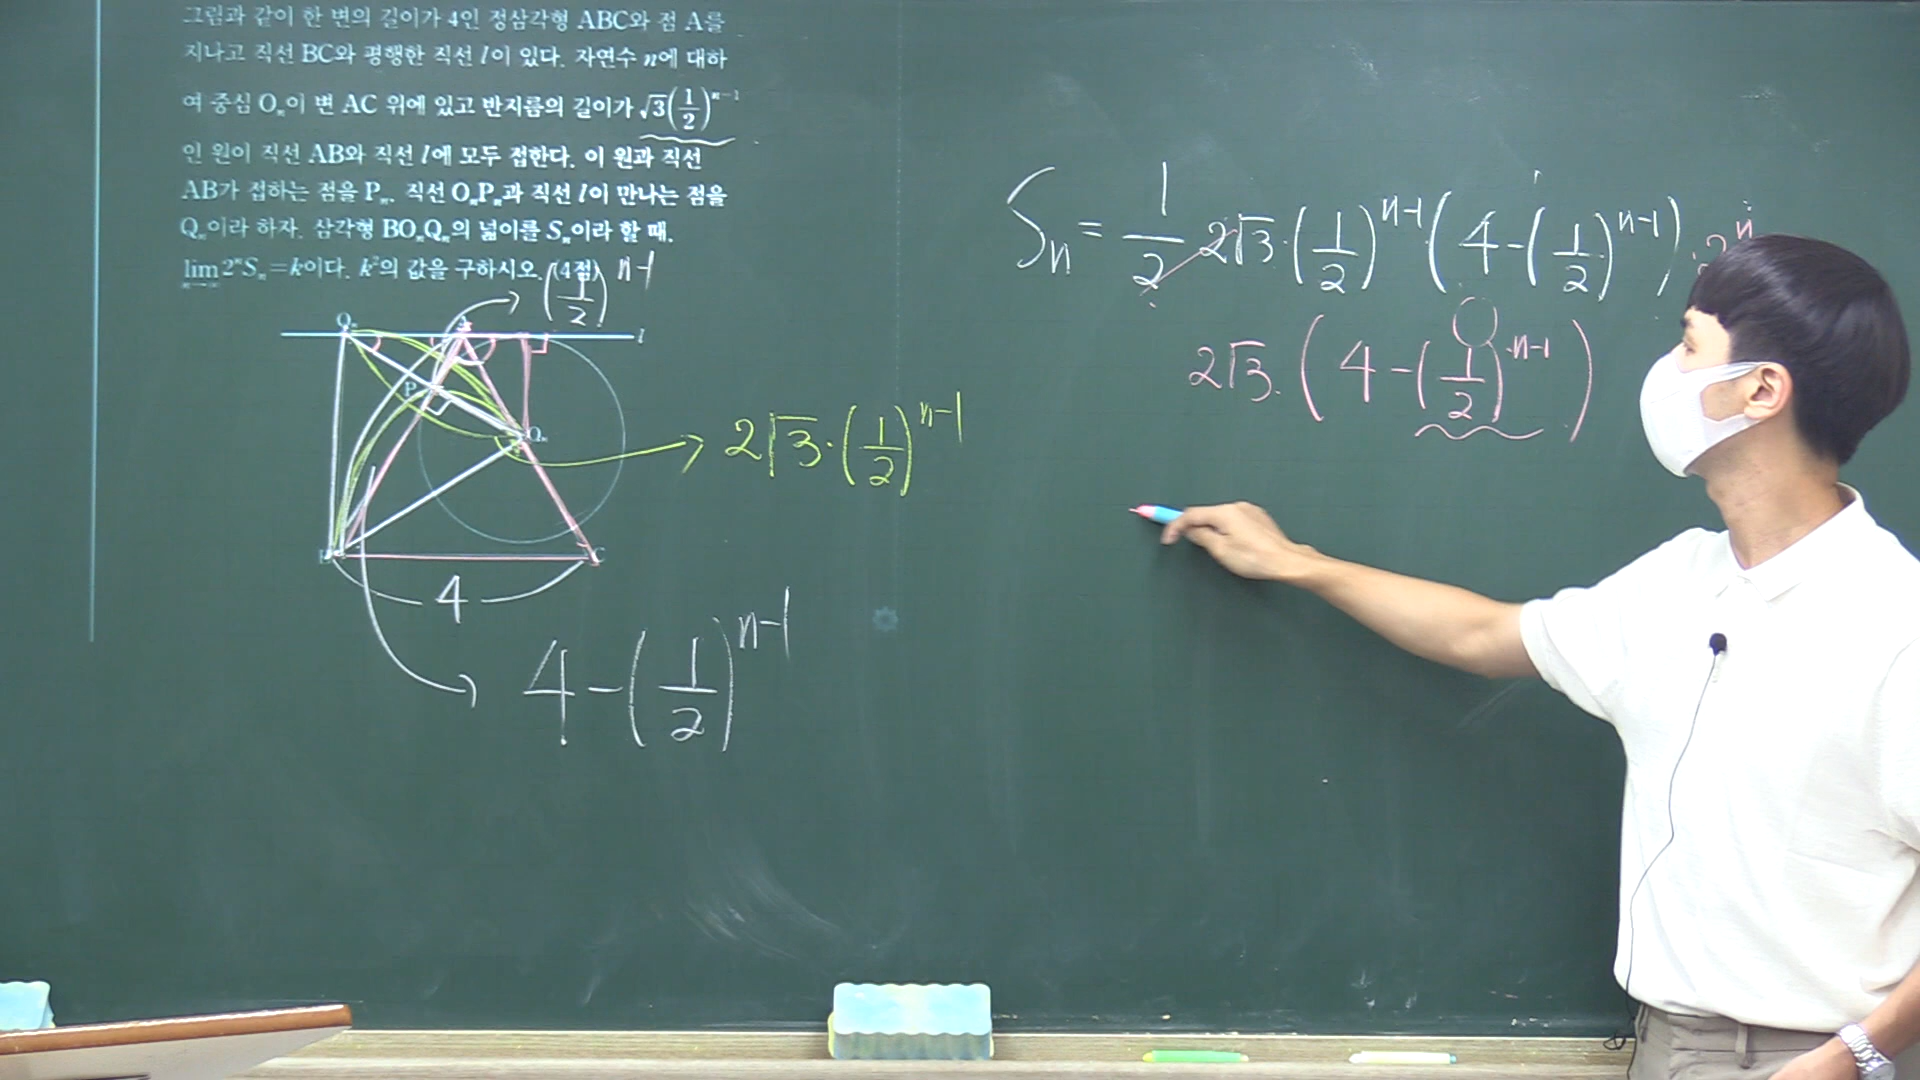 그림과 같이 한 변의 길이가 4인 정삼각형 ABC와 점 A를
지나고 직선 BC와 평행한 직선 l이 있다. 자연수 n에 대하
여 중심 Oₙ이 변 AC 위에 있고 반지름의 길이가 √3(1/2)ⁿ⁻¹
인 원이 직선 AB와 직선 l에 모두 접한다. 이 원과 직선
AB가 접하는 점을 Pₙ, 직선 OₙPₙ과 직선 l이 만나는 점을
Qₙ이라 하자. 삼각형 BOₙQₙ의 넓이를 Sₙ이라 할 때,
lim 2ⁿSₙ=k이다. k²의 값을 구하시오. (4점)
n→∞
(1/2)ⁿ⁻¹
Qₙ A l
P
Oₙ
B C
4
2√3·(1/2)ⁿ⁻¹
4-(1/2)ⁿ⁻¹
Sₙ = 1/2 2√3·(1/2)ⁿ⁻¹(4-(1/2)ⁿ⁻¹)·2ⁿ
2√3·(4-(1/2)ⁿ⁻¹)